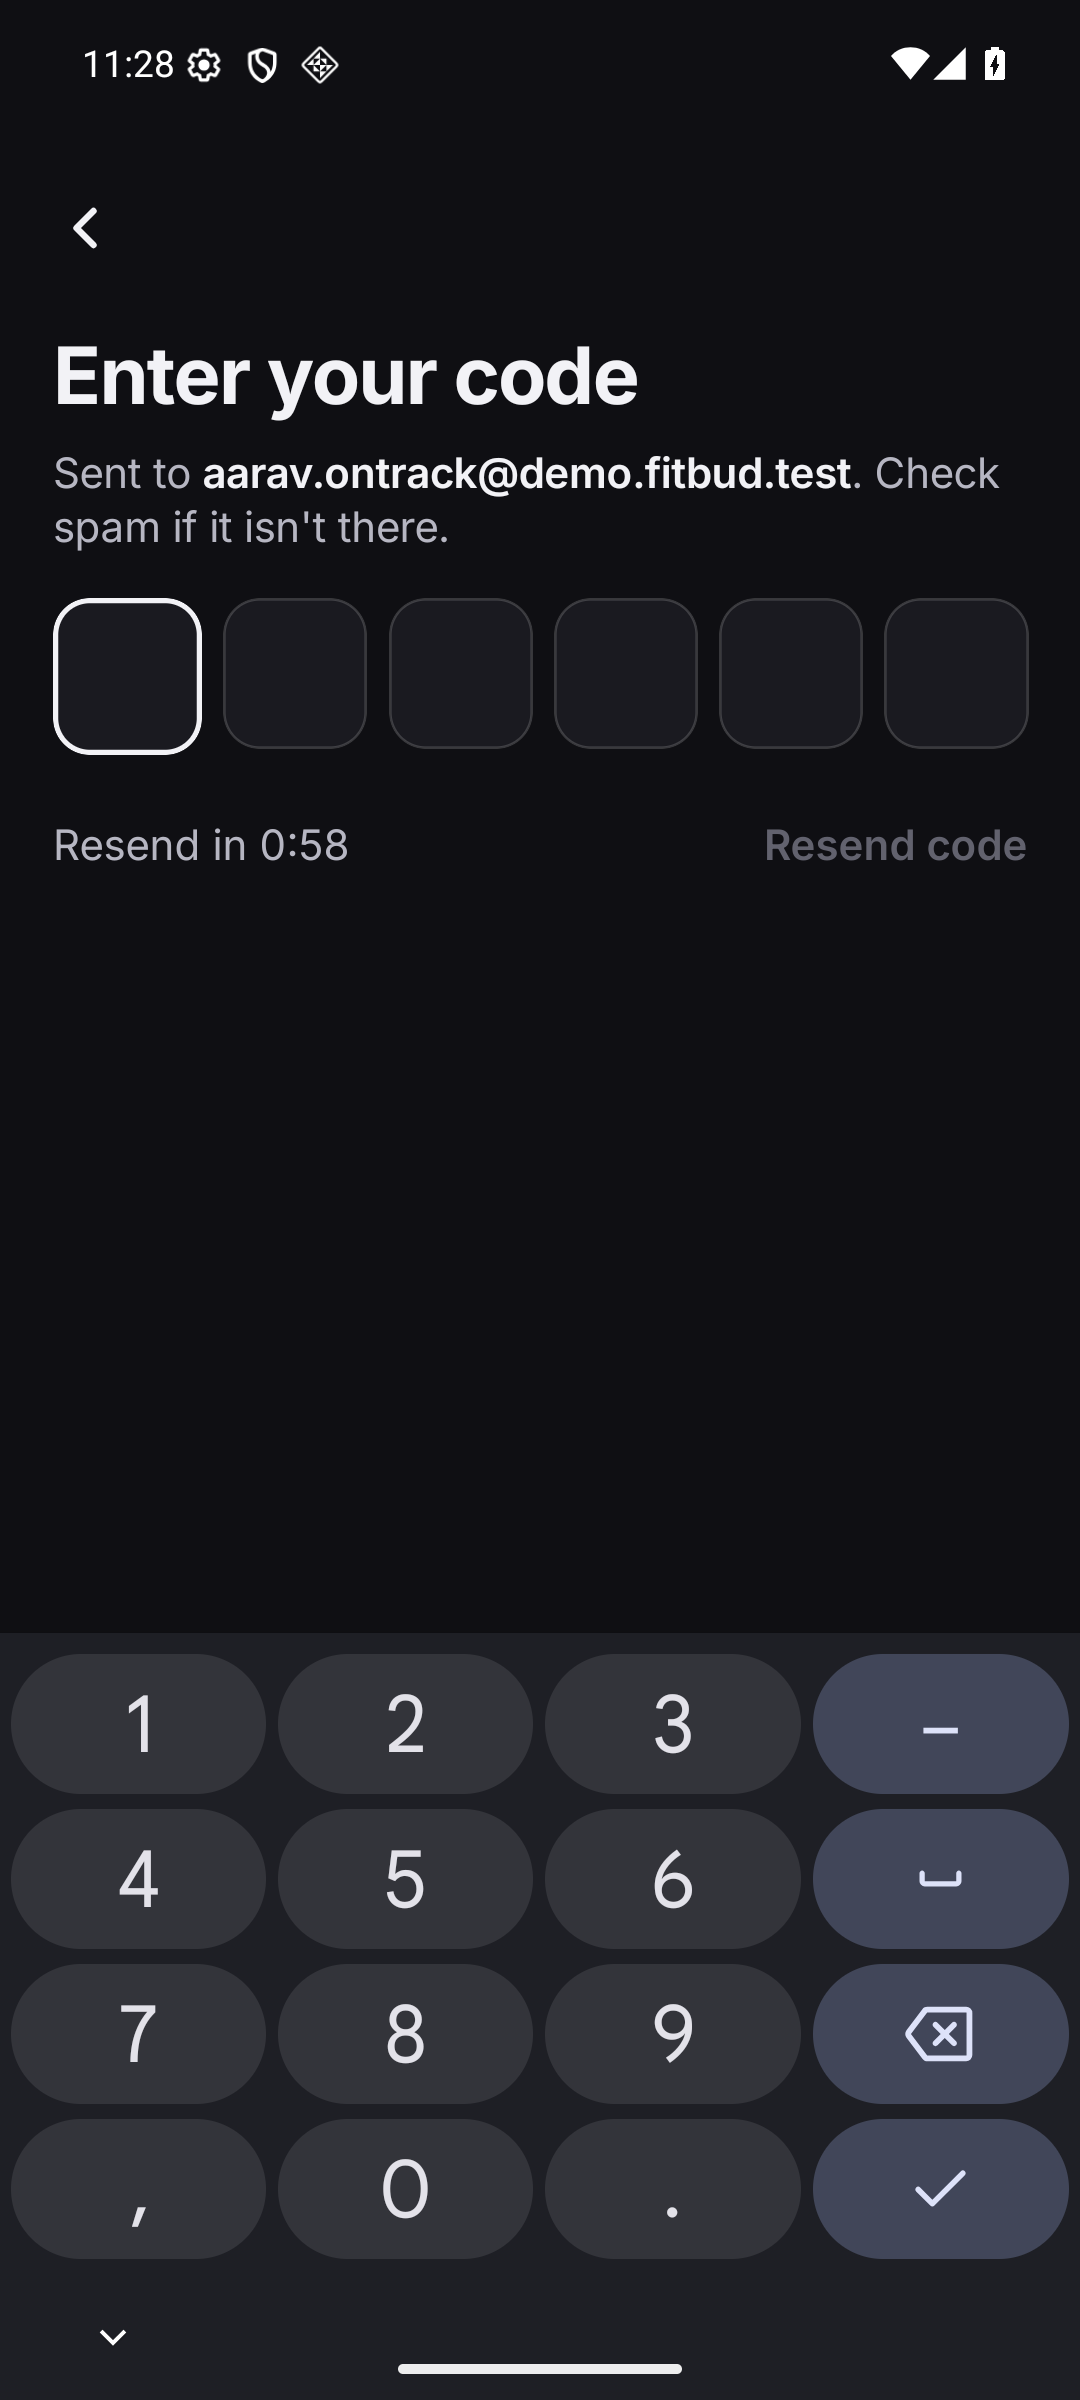 11:28
Enter your code
Sent to aarav.ontrack@demo.fitbud.test. Check
spam if it isn't there.
Resend in 0:58 Resend code
1 2 3 –
4 5 6
7 8 9
, 0 .